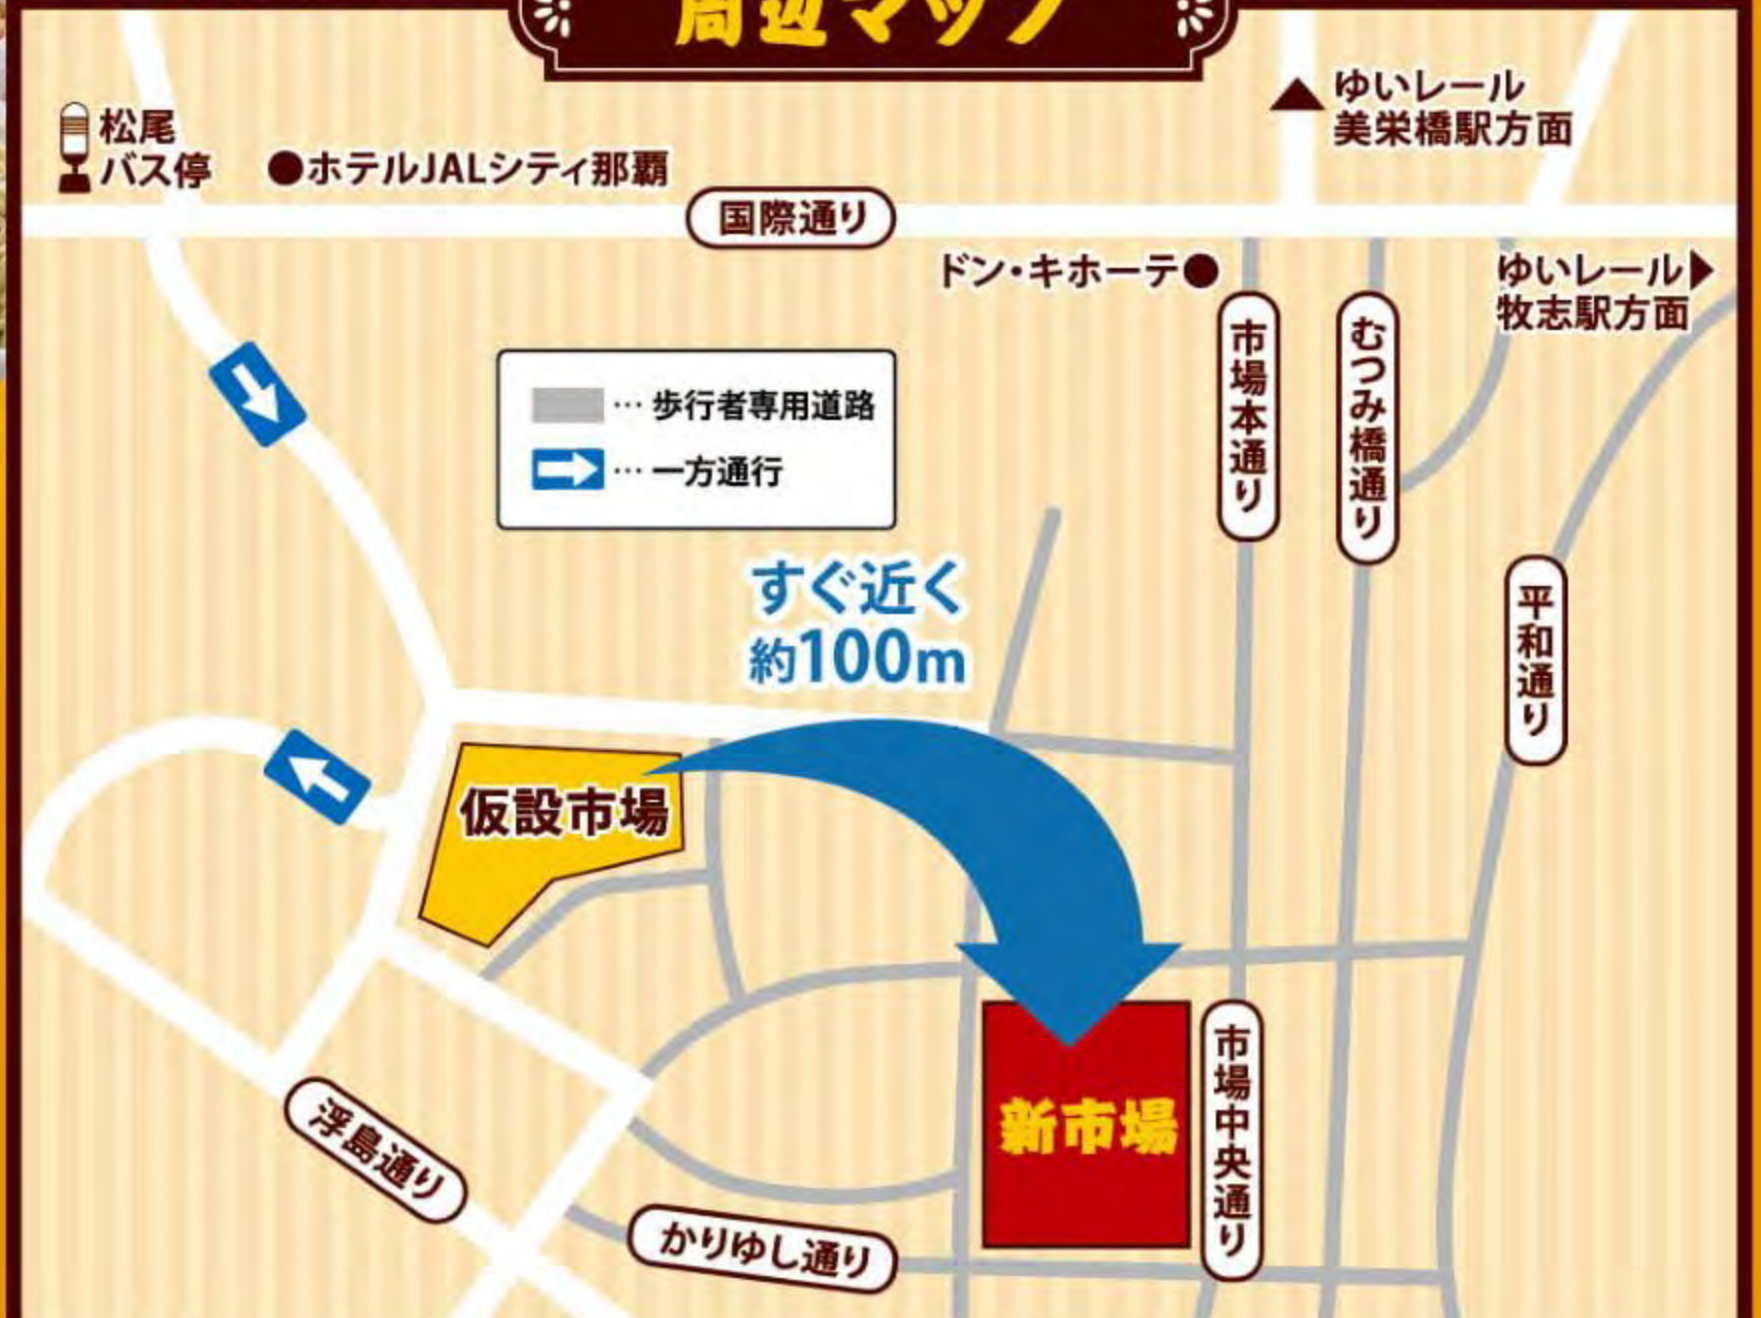 周辺マップ
ゆいレール
美栄橋駅方面
松尾
バス停
ホテルJALシティ那覇
国際通り
ドン・キホーテ
ゆいレール
牧志駅方面
市場本通り
むつみ橋通り
… 歩行者専用道路
… 一方通行
すぐ近く
約100m
平和通り
仮設市場
新市場
市場中央通り
浮島通り
かりゆし通り